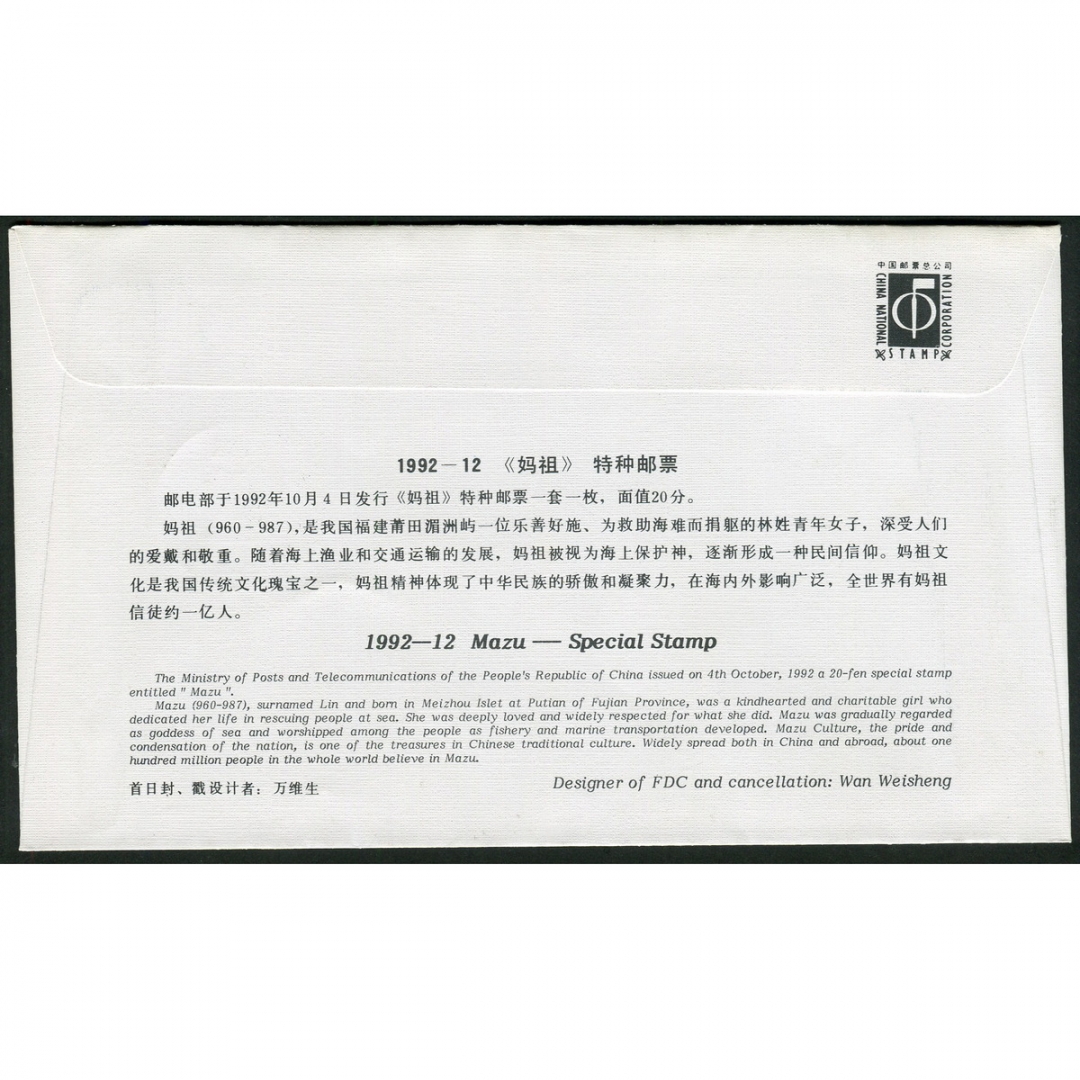 中国邮票总公司
CHINA NATIONAL
STAMP
CORPORATION
1992－12 《妈祖》 特种邮票
邮电部于1992年10月4日发行《妈祖》特种邮票一套一枚，面值20分。
妈祖（960－987），是我国福建莆田湄洲屿一位乐善好施、为救助海难而捐躯的林姓青年女子，深受人们
的爱戴和敬重。随着海上渔业和交通运输的发展，妈祖被视为海上保护神，逐渐形成一种民间信仰。妈祖文
化是我国传统文化瑰宝之一，妈祖精神体现了中华民族的骄傲和凝聚力，在海内外影响广泛，全世界有妈祖
信徒约一亿人。
1992—12 Mazu — Special Stamp
The Ministry of Posts and Telecommunications of the People's Republic of China issued on 4th October, 1992 a 20-fen special stamp
entitled " Mazu ".
Mazu (960-987), surnamed Lin and born in Meizhou Islet at Putian of Fujian Province, was a kindhearted and charitable girl who
dedicated her life in rescuing people at sea. She was deeply loved and widely respected for what she did. Mazu was gradually regarded
as goddess of sea and worshipped among the people as fishery and marine transportation developed. Mazu Culture, the pride and
condensation of the nation, is one of the treasures in Chinese traditional culture. Widely spread both in China and abroad, about one
hundred million people in the whole world believe in Mazu.
首日封、戳设计者：万维生
Designer of FDC and cancellation: Wan Weisheng